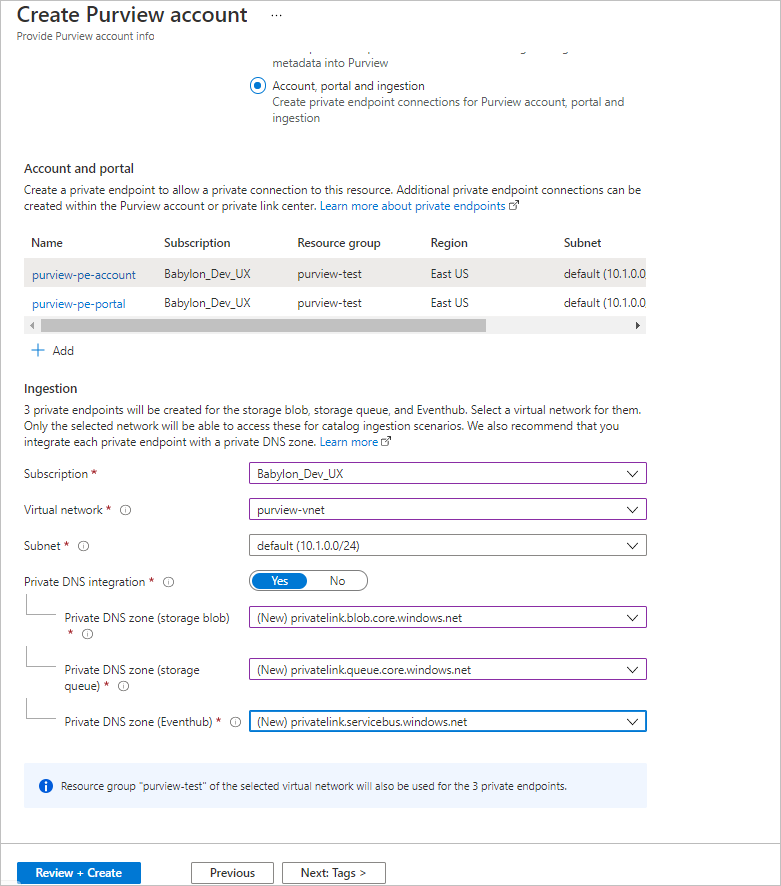 Create Purview account ...
Provide Purview account info
metadata into Purview
Account, portal and ingestion
Create private endpoint connections for Purview account, portal and
ingestion
Account and portal
Create a private endpoint to allow a private connection to this resource. Additional private endpoint connections can be
created within the Purview account or private link center. Learn more about private endpoints
Name Subscription Resource group Region Subnet
purview-pe-account Babylon_Dev_UX purview-test East US default (10.1.0.0
purview-pe-portal Babylon_Dev_UX purview-test East US default (10.1.0.0
+ Add
Ingestion
3 private endpoints will be created for the storage blob, storage queue, and Eventhub. Select a virtual network for them.
Only the selected network will be able to access these for catalog ingestion scenarios. We also recommend that you
integrate each private endpoint with a private DNS zone. Learn more
Subscription * Babylon_Dev_UX
Virtual network * purview-vnet
Subnet * default (10.1.0.0/24)
Private DNS integration * Yes No
Private DNS zone (storage blob) (New) privatelink.blob.core.windows.net
*
Private DNS zone (storage (New) privatelink.queue.core.windows.net
queue) *
Private DNS zone (Eventhub) * (New) privatelink.servicebus.windows.net
Resource group "purview-test" of the selected virtual network will also be used for the 3 private endpoints.
Review + Create Previous Next: Tags >